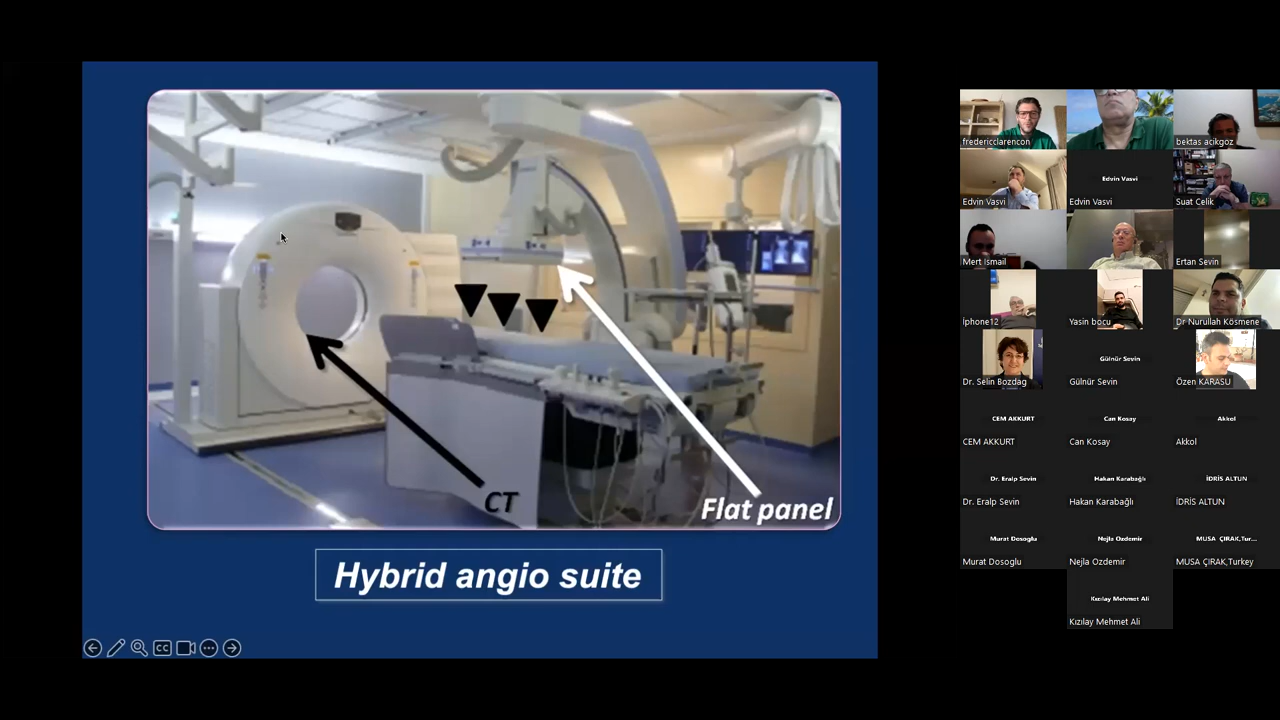 CT
Flat panel
Hybrid angio suite
CC
fredericclarencon
bektas acikgoz
Edvin Vasvi
Edvin Vasvi
Edvin Vasvi
Suat Celik
Mert Ismail
Ertan Sevin
İphone12
Yasin bocu
Dr Nurullah Kösmene
Dr. Selin Bozdag
Gülnür Sevin
Gülnür Sevin
Özen KARASU
CEM AKKURT
CEM AKKURT
Can Kosay
Can Kosay
Akkol
Akkol
Dr. Eralp Sevin
Dr. Eralp Sevin
Hakan Karabağlı
Hakan Karabağlı
İDRİS ALTUN
İDRİS ALTUN
Murat Dosoglu
Murat Dosoglu
Nejla Ozdemir
Nejla Ozdemir
MUSA ÇIRAK,Tur...
MUSA ÇIRAK,Turkey
Kızılay Mehmet Ali
Kızılay Mehmet Ali